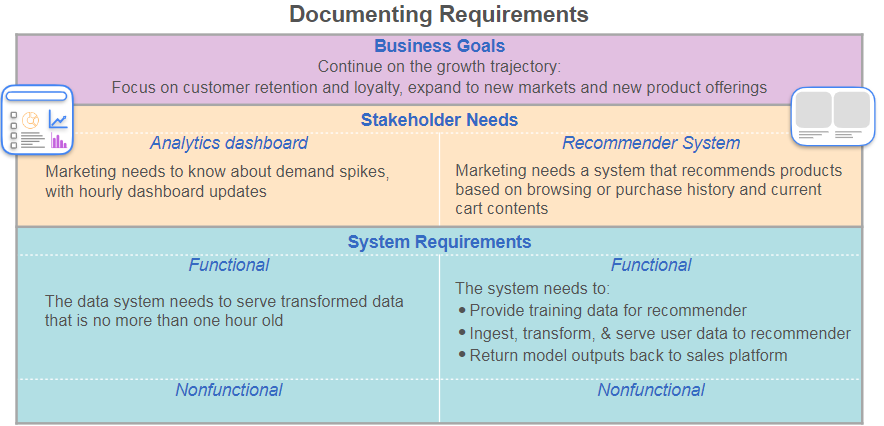 Documenting Requirements
Business Goals
Continue on the growth trajectory:
Focus on customer retention and loyalty, expand to new markets and new product offerings
Stakeholder Needs
Analytics dashboard
Marketing needs to know about demand spikes,
with hourly dashboard updates
Recommender System
Marketing needs a system that recommends products
based on browsing or purchase history and current
cart contents
System Requirements
Functional
The data system needs to serve transformed data
that is no more than one hour old
Functional
The system needs to:
• Provide training data for recommender
• Ingest, transform, & serve user data to recommender
• Return model outputs back to sales platform
Nonfunctional
Nonfunctional